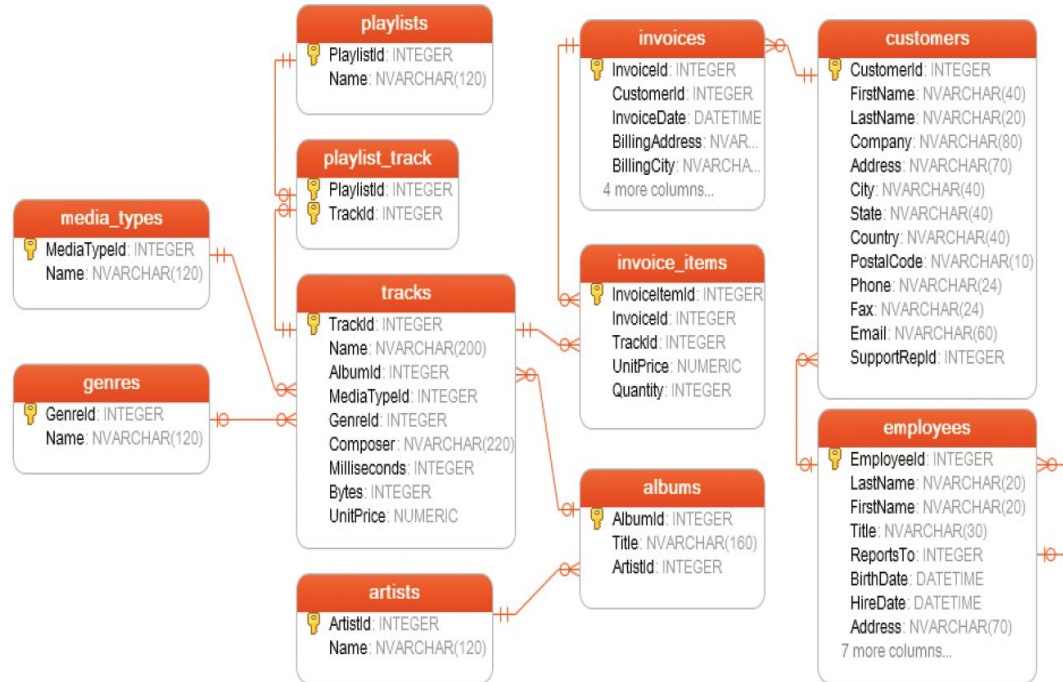 playlists
PlaylistId: INTEGER
Name: NVARCHAR(120)
playlist_track
PlaylistId: INTEGER
TrackId: INTEGER
media_types
MediaTypeId: INTEGER
Name: NVARCHAR(120)
genres
GenreId: INTEGER
Name: NVARCHAR(120)
tracks
TrackId: INTEGER
Name: NVARCHAR(200)
AlbumId: INTEGER
MediaTypeId: INTEGER
GenreId: INTEGER
Composer: NVARCHAR(220)
Milliseconds: INTEGER
Bytes: INTEGER
UnitPrice: NUMERIC
artists
ArtistId: INTEGER
Name: NVARCHAR(120)
invoices
InvoiceId: INTEGER
CustomerId: INTEGER
InvoiceDate: DATETIME
BillingAddress: NVAR...
BillingCity: NVARCHA...
4 more columns...
invoice_items
InvoiceItemId: INTEGER
InvoiceId: INTEGER
TrackId: INTEGER
UnitPrice: NUMERIC
Quantity: INTEGER
albums
AlbumId: INTEGER
Title: NVARCHAR(160)
ArtistId: INTEGER
customers
CustomerId: INTEGER
FirstName: NVARCHAR(40)
LastName: NVARCHAR(20)
Company: NVARCHAR(80)
Address: NVARCHAR(70)
City: NVARCHAR(40)
State: NVARCHAR(40)
Country: NVARCHAR(40)
PostalCode: NVARCHAR(10)
Phone: NVARCHAR(24)
Fax: NVARCHAR(24)
Email: NVARCHAR(60)
SupportRepId: INTEGER
employees
EmployeeId: INTEGER
LastName: NVARCHAR(20)
FirstName: NVARCHAR(20)
Title: NVARCHAR(30)
ReportsTo: INTEGER
BirthDate: DATETIME
HireDate: DATETIME
Address: NVARCHAR(70)
7 more columns...